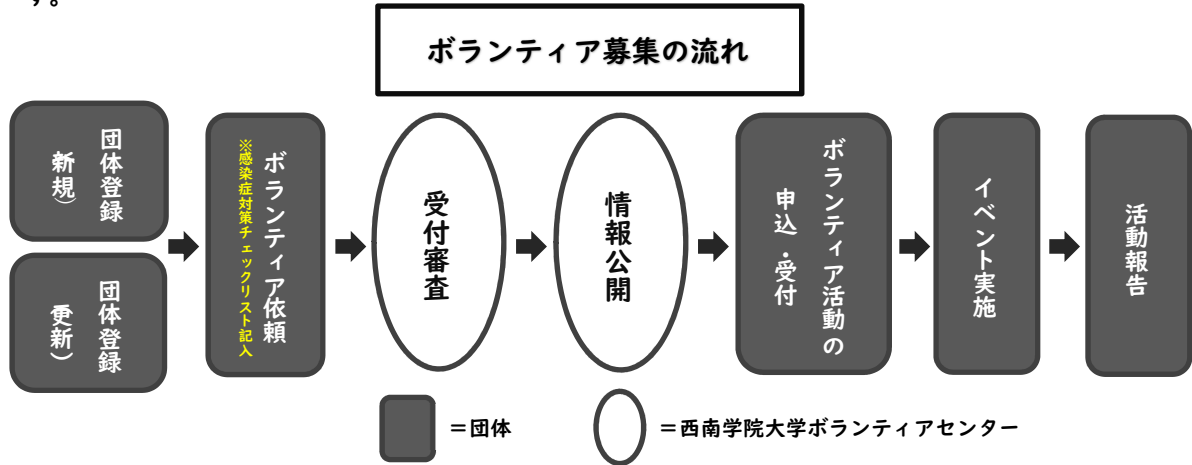 す。
ボランティア募集の流れ
団体登録
新規）
団体登録
更新）
ボランティア依頼
※感染症対策チェックリスト記入
受付審査
情報公開
ボランティア活動の
申込・受付
イベント実施
活動報告
＝団体
＝西南学院大学ボランティアセンター